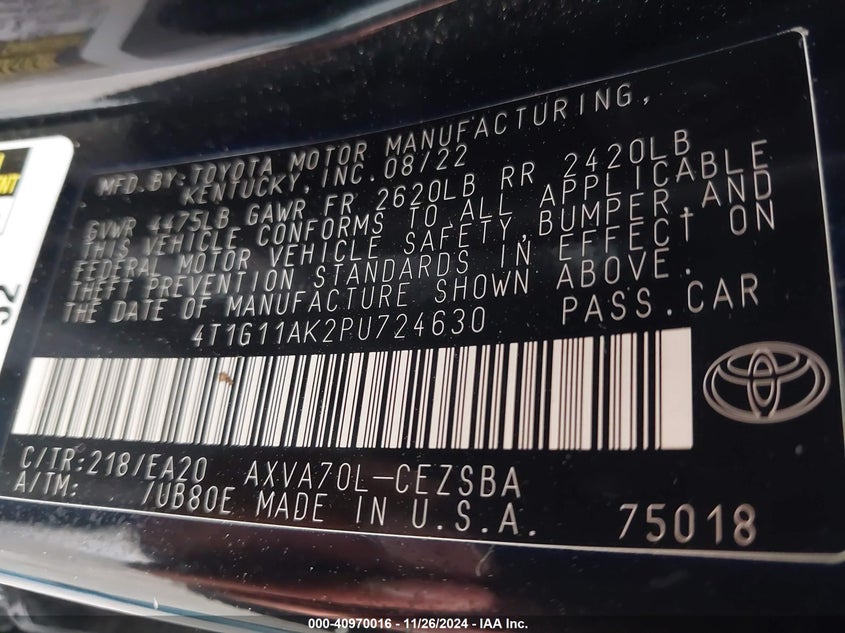 MFD.BY:TOYOTA MOTOR MANUFACTURING,
KENTUCKY, INC.08/22
GVWR 4475LB GAWR FR 2620LB RR 2420LB
THIS VEHICLE CONFORMS TO ALL APPLICABLE
FEDERAL MOTOR VEHICLE SAFETY,BUMPER,AND
THEFT PREVENTION STANDARDS IN EFFECT ON
THE DATE OF MANUFACTURE SHOWN ABOVE.
4T1G11AK2PU724630 PASS.CAR
C/TR:218/EA20 AXVA70L-CEZSBA
A/TM: /UB80E MADE IN U.S.A. 75018
000-40970016 - 11/26/2024 - IAA Inc.